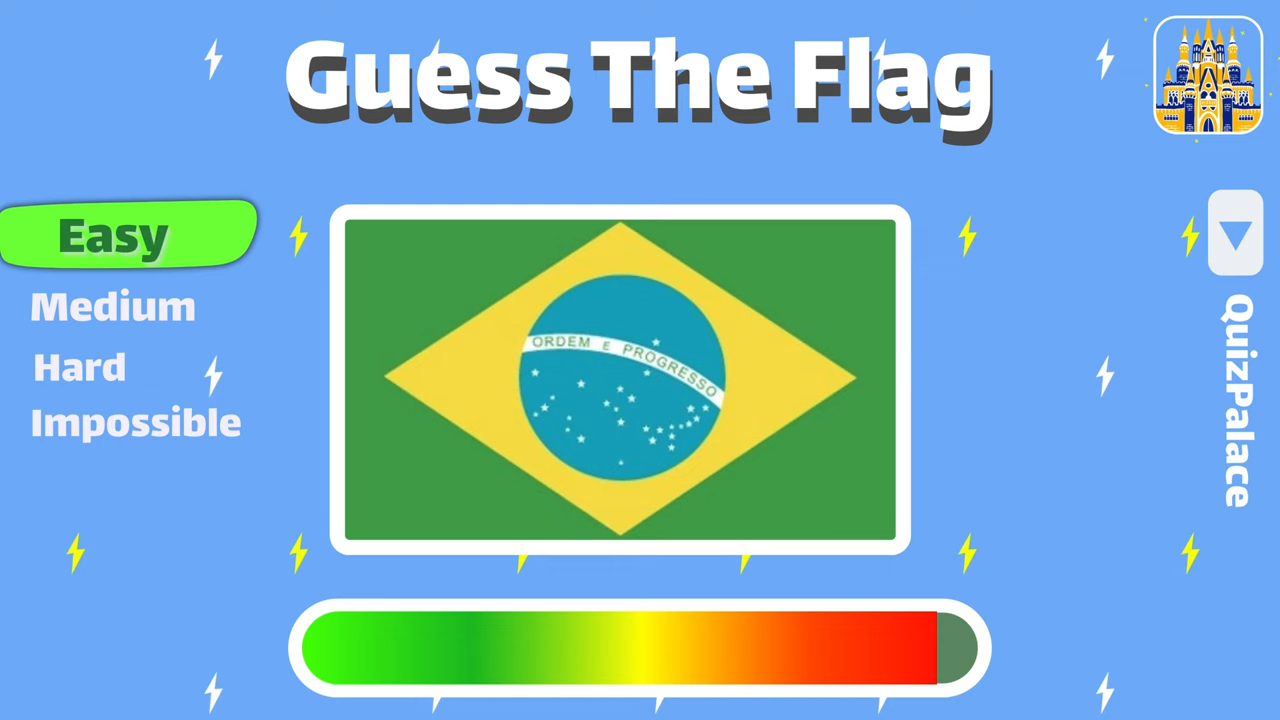 Guess The Flag
Easy
Medium
Hard
Impossible
ORDEM E PROGRESSO
QuizPalace